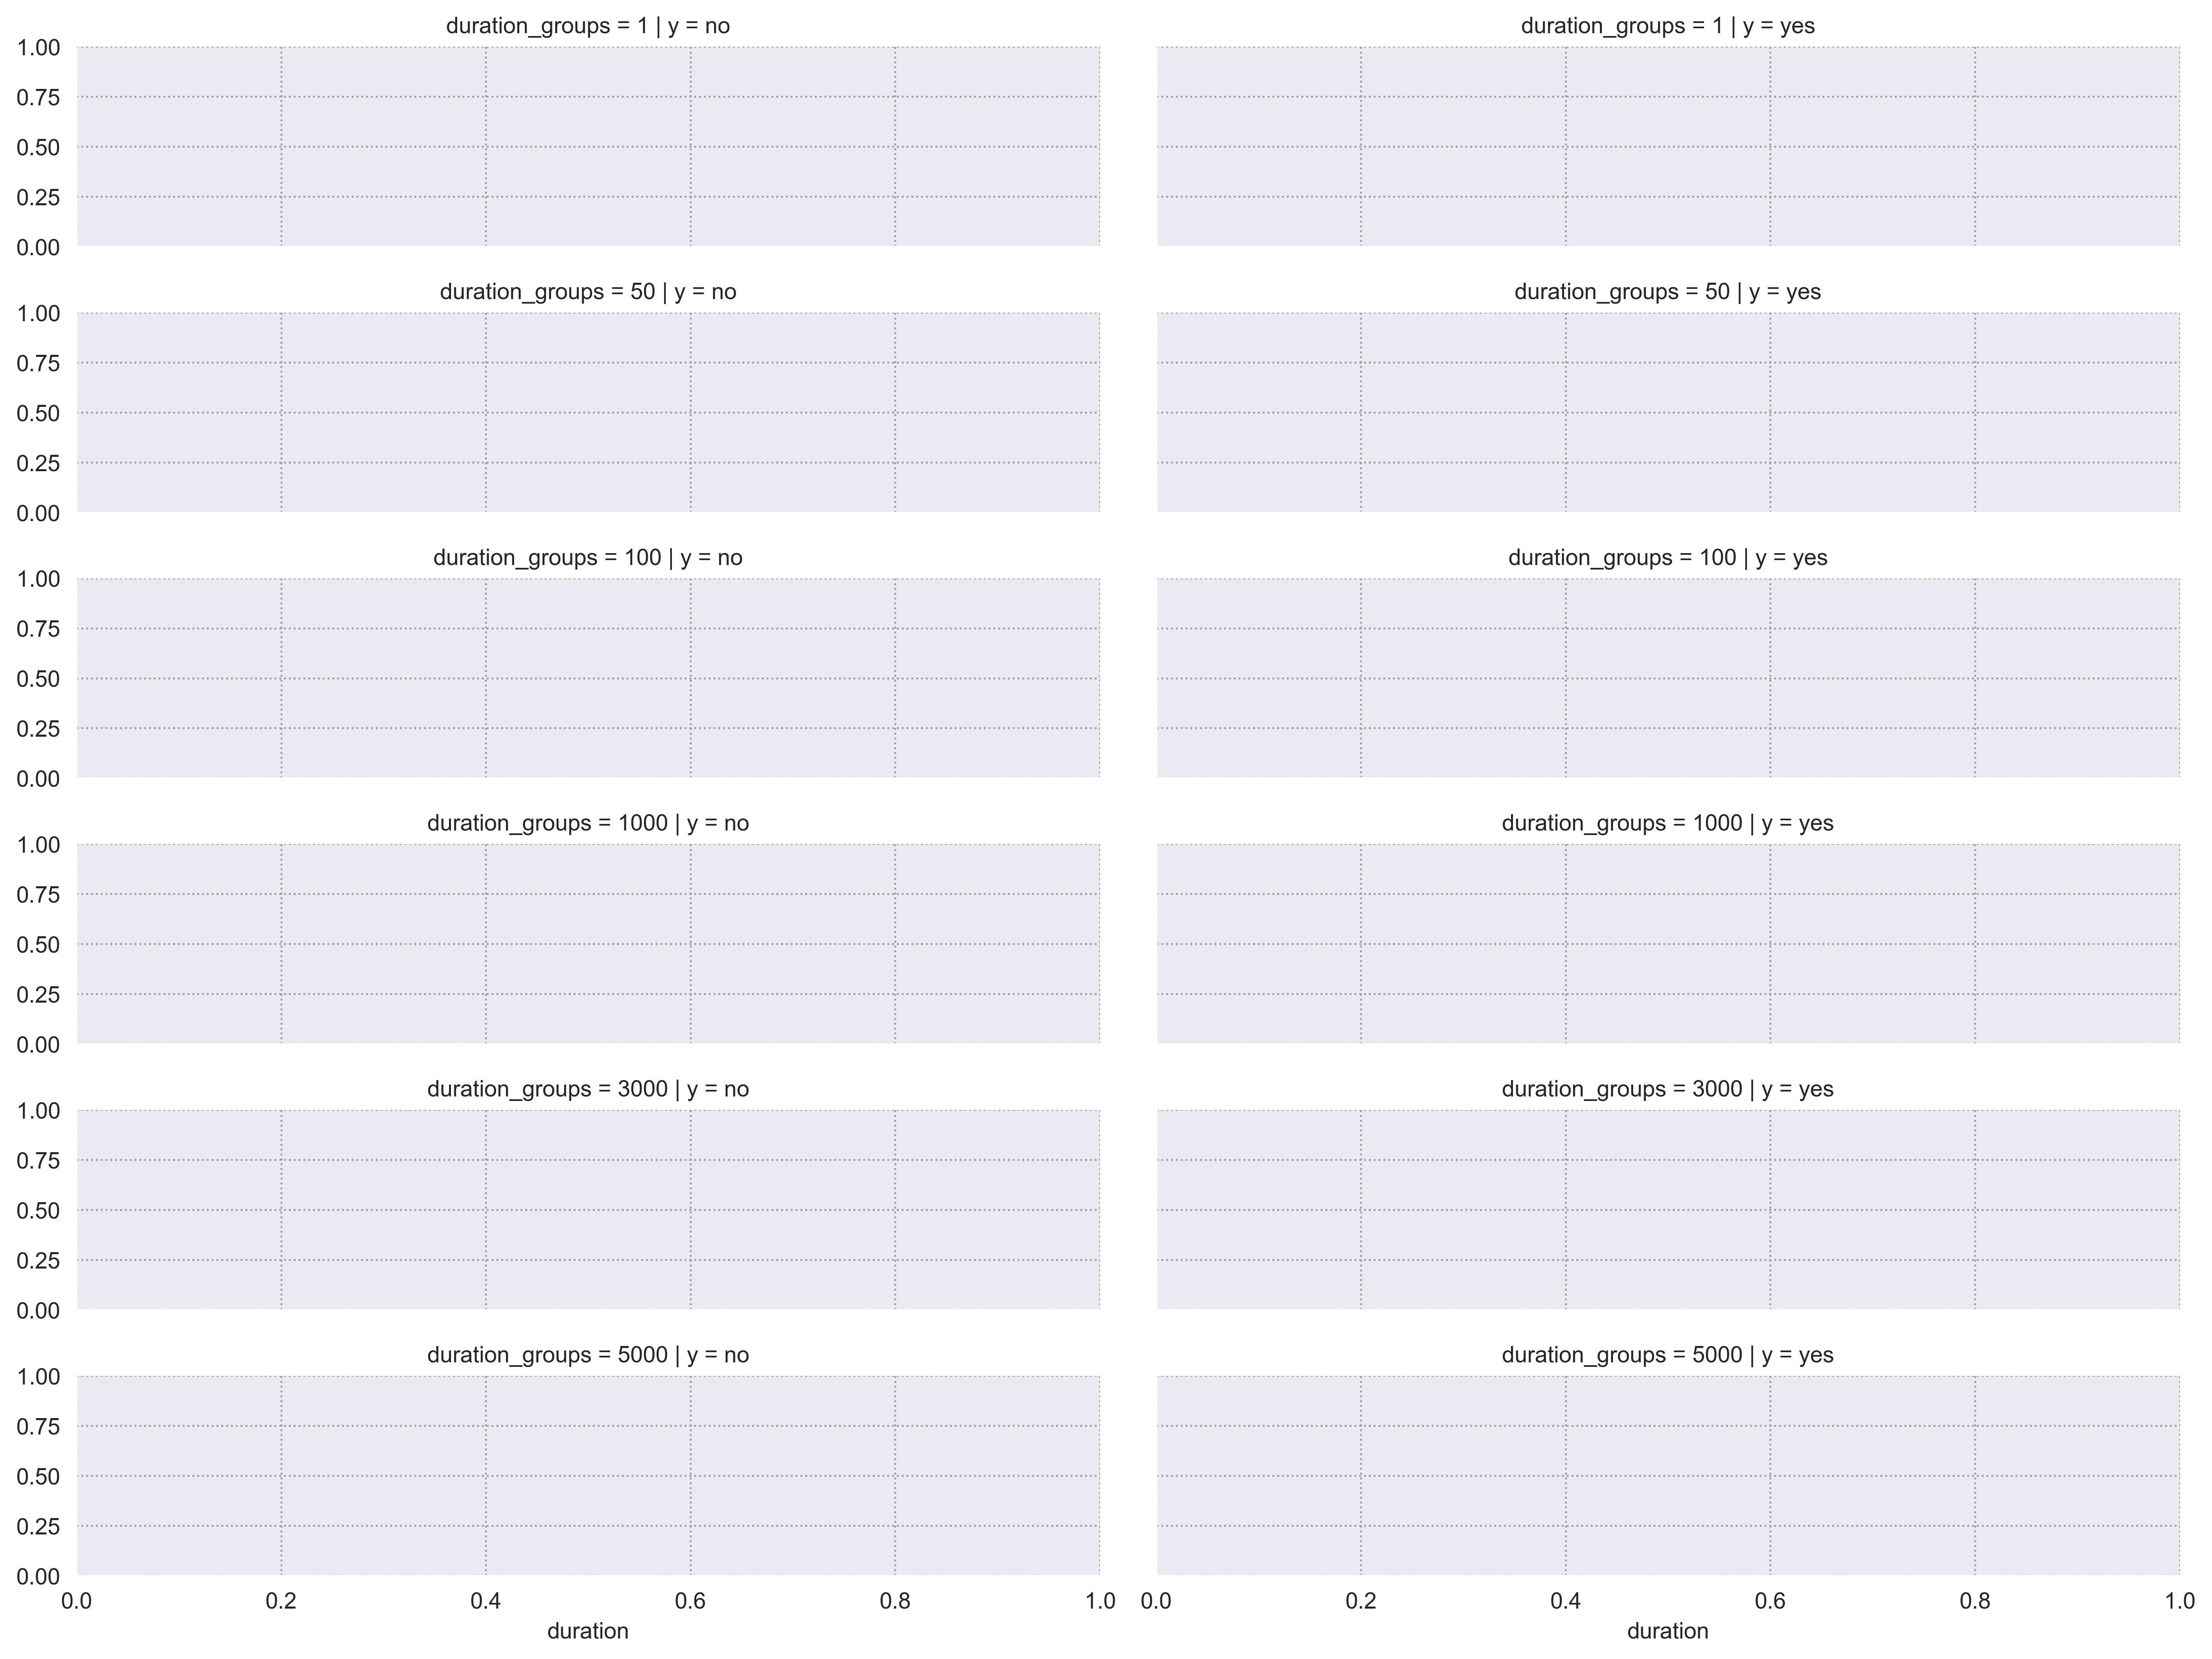 duration_groups = 1 | y = no
duration_groups = 1 | y = yes
1.00
0.75
0.50
0.25
0.00
duration_groups = 50 | y = no
duration_groups = 50 | y = yes
1.00
0.75
0.50
0.25
0.00
duration_groups = 100 | y = no
duration_groups = 100 | y = yes
1.00
0.75
0.50
0.25
0.00
duration_groups = 1000 | y = no
duration_groups = 1000 | y = yes
1.00
0.75
0.50
0.25
0.00
duration_groups = 3000 | y = no
duration_groups = 3000 | y = yes
1.00
0.75
0.50
0.25
0.00
duration_groups = 5000 | y = no
duration_groups = 5000 | y = yes
1.00
0.75
0.50
0.25
0.00
0.0 0.2 0.4 0.6 0.8 1.0
0.0 0.2 0.4 0.6 0.8 1.0
duration
duration